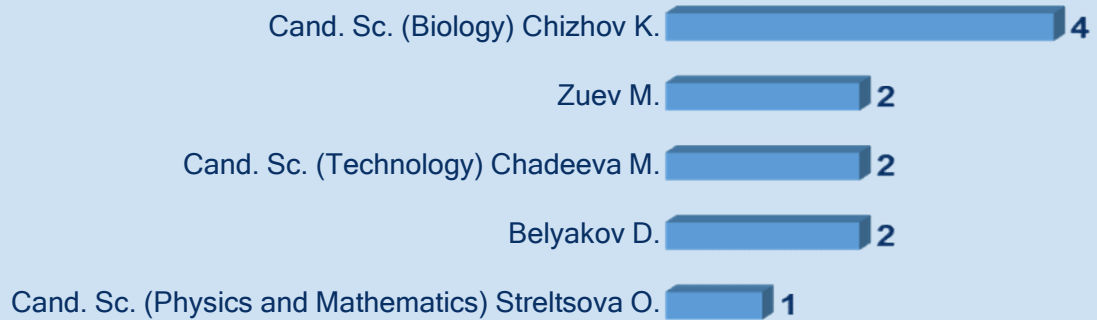 Cand. Sc. (Biology) Chizhov K. 4
Zuev M. 2
Cand. Sc. (Technology) Chadeeva M. 2
Belyakov D. 2
Cand. Sc. (Physics and Mathematics) Streltsova O. 1